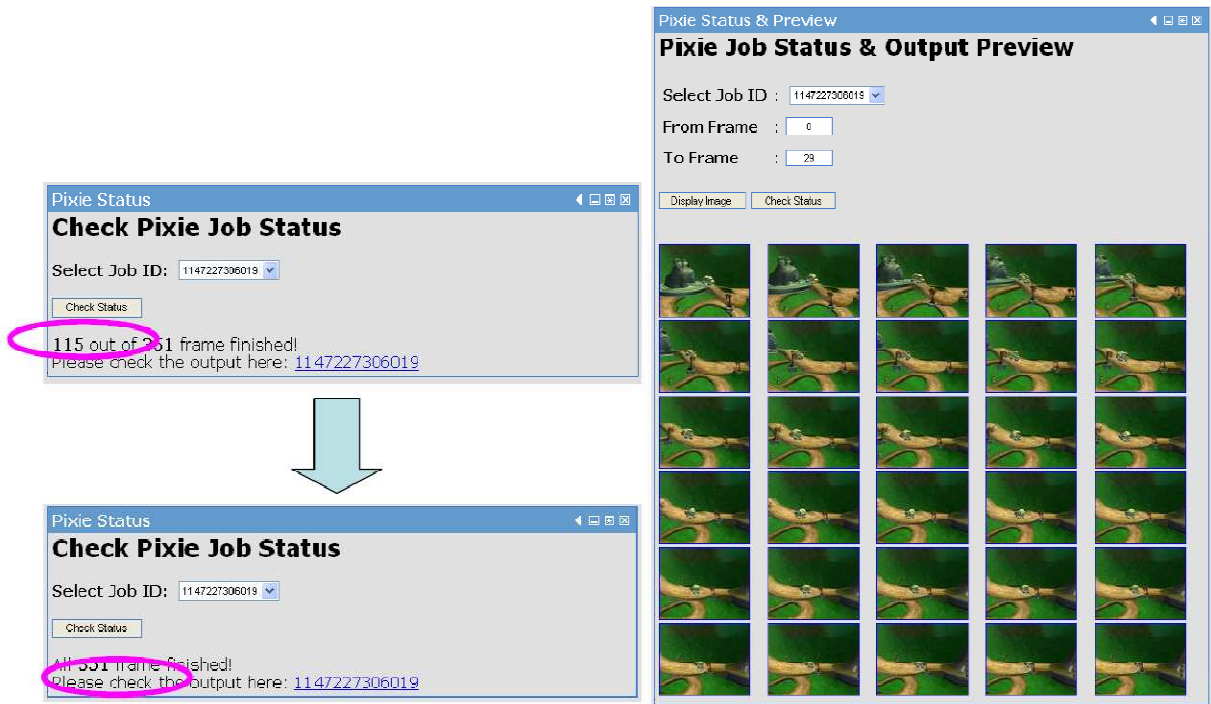 Pixie Status
Check Pixie Job Status
Select Job ID: 1147227306019
Check Status
115 out of 351 frame finished!
Please check the output here: 1147227306019
Pixie Status
Check Pixie Job Status
Select Job ID: 1147227306019
Check Status
All 351 frame finished!
Please check the output here: 1147227306019
Pixie Status & Preview
Pixie Job Status & Output Preview
Select Job ID : 1147227306019
From Frame : 0
To Frame : 29
Display Image Check Status